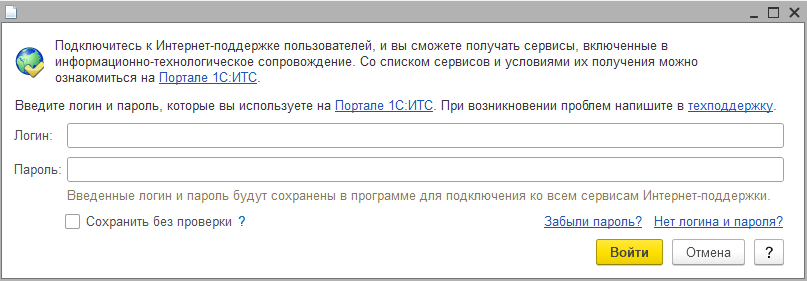 Подключитесь к Интернет-поддержке пользователей, и вы сможете получать сервисы, включенные в
информационно-технологическое сопровождение. Со списком сервисов и условиями их получения можно
ознакомиться на Портале 1С:ИТС.
Введите логин и пароль, которые вы используете на Портале 1С:ИТС. При возникновении проблем напишите в техподдержку.
Логин:
Пароль:
Введенные логин и пароль будут сохранены в программе для подключения ко всем сервисам Интернет-поддержки.
Сохранить без проверки ? Забыли пароль? Нет логина и пароля?
Войти Отмена ?